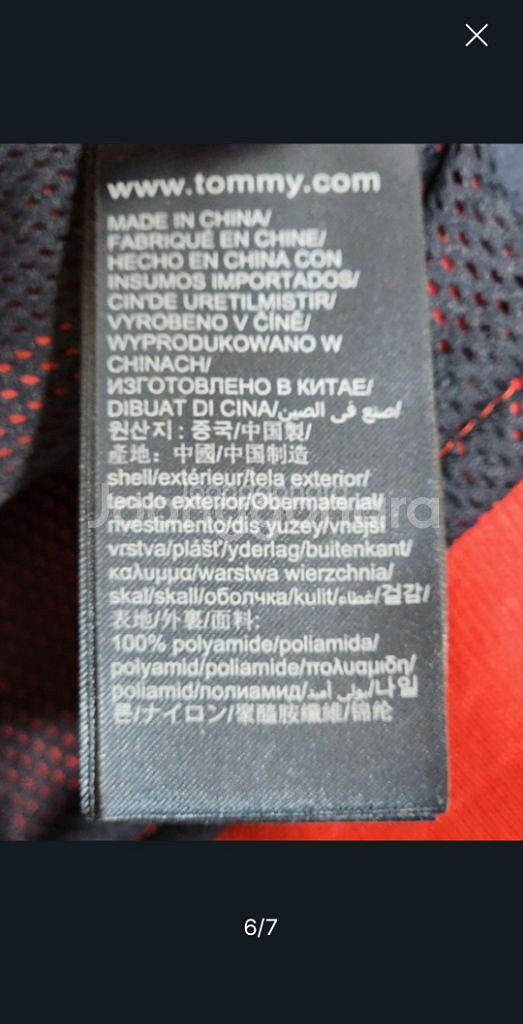 www.tommy.com
MADE IN CHINA/
FABRIQUÉ EN CHINE/
HECHO EN CHINA CON
INSUMOS IMPORTADOS/
CIN'DE URETILMISTIR/
VYROBENO V ČÍNĚ/
WYPRODUKOWANO W
CHINACH/
ИЗГОТОВЛЕНО В КИТАЕ/
DIBUAT DI CINA/صنع في الصين/
원산지 : 중국/中国製/
產地：中國/中国制造
shell/extérieur/tela exterior/
tecido exterior/Obermaterial/
rivestimento/dis yuzey/vnější
vrstva/plášť/yderlag/buitenkant/
καλυμμα/warstwa wierzchnia/
skal/skall/оболчка/kulit/غطاء/겉감/
表地/外裏/面料:
100% polyamide/poliamida/
polyamid/poliamide/πολυαμιδη/
poliamid/полиамид/بولي أميد/나일
론/ナイロン/聚醯胺纖維/锦纶
6/7